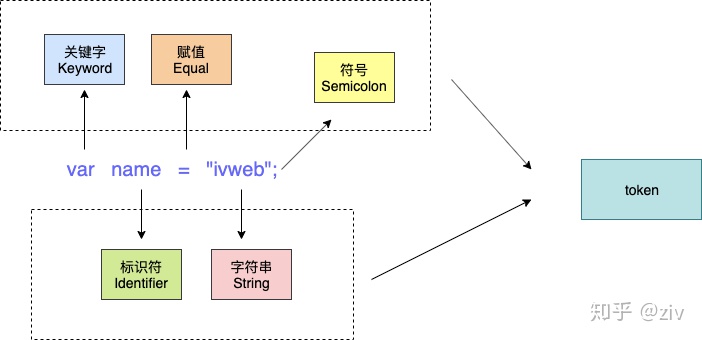 关键字
Keyword
赋值
Equal
符号
Semicolon
var name = "ivweb";
token
标识符
Identifier
字符串
String
知乎 @ziv